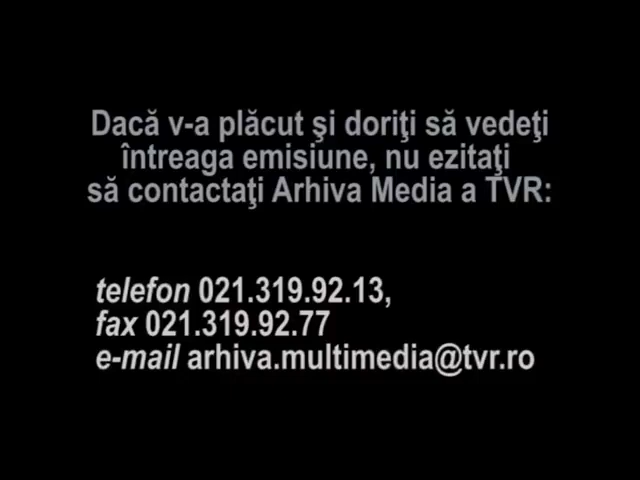 Dacă v-a plăcut şi doriţi să vedeţi
întreaga emisiune, nu ezitaţi
să contactaţi Arhiva Media a TVR:
telefon 021.319.92.13,
fax 021.319.92.77
e-mail arhiva.multimedia@tvr.ro